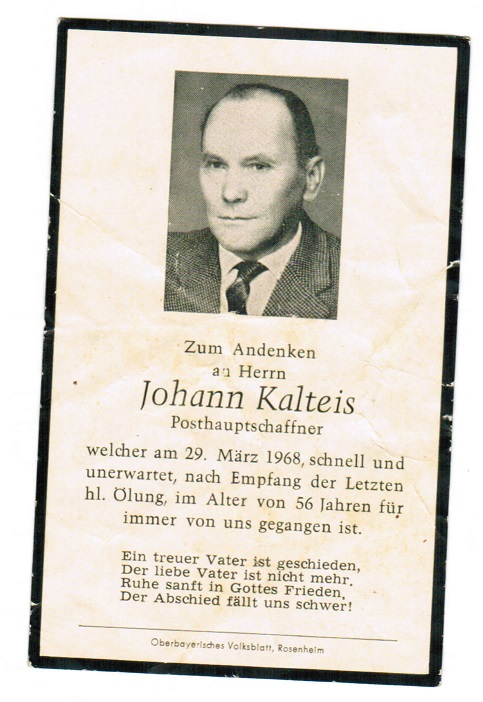 Zum Andenken
an Herrn
Johann Kalteis
Posthauptschaffner
welcher am 29. März 1968, schnell und
unerwartet, nach Empfang der Letzten
hl. Ölung, im Alter von 56 Jahren für
immer von uns gegangen ist.
Ein treuer Vater ist geschieden,
Der liebe Vater ist nicht mehr.
Ruhe sanft in Gottes Frieden,
Der Abschied fällt uns schwer!
Oberbayerisches Volksblatt, Rosenheim